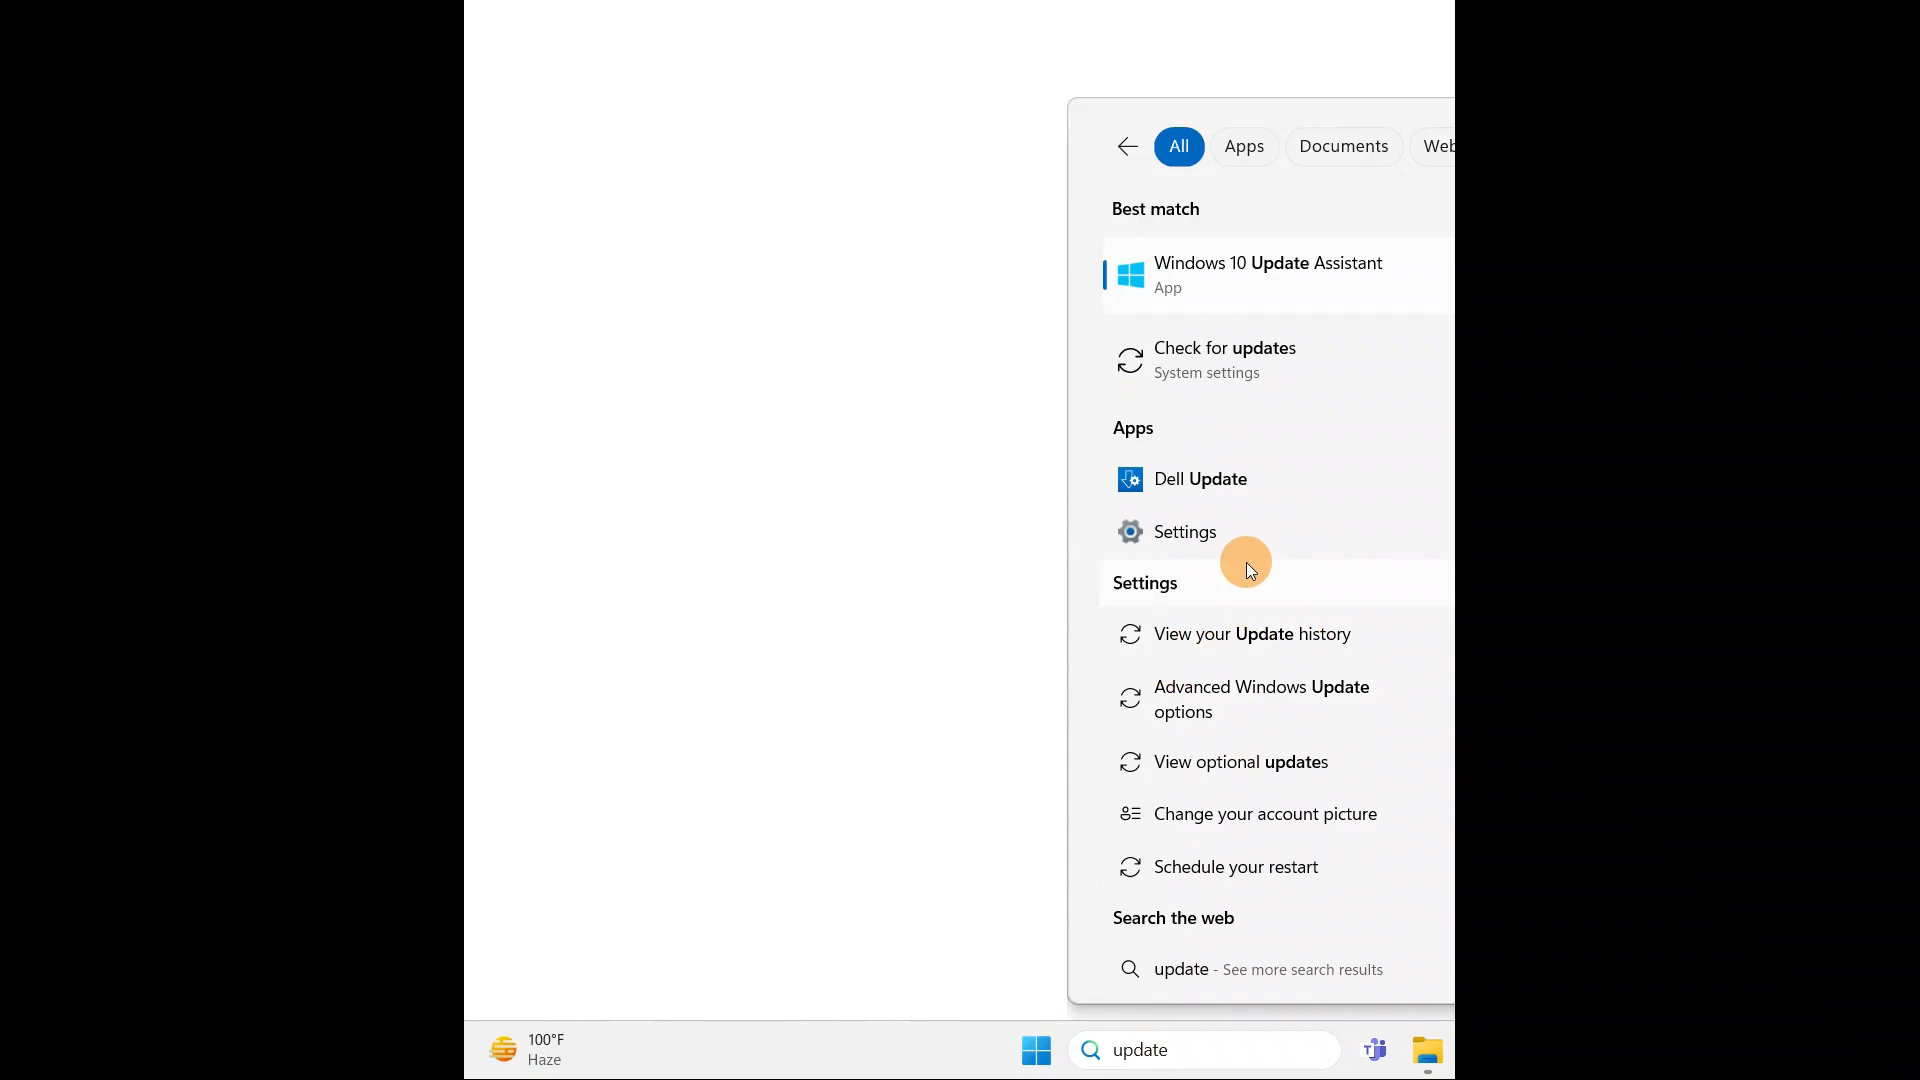 All
Apps
Documents
Web
Best match
Windows 10 Update Assistant
App
Check for updates
System settings
Apps
Dell Update
Settings
Settings
View your Update history
Advanced Windows Update
options
View optional updates
Change your account picture
Schedule your restart
Search the web
update - See more search results
100°F
Haze
update